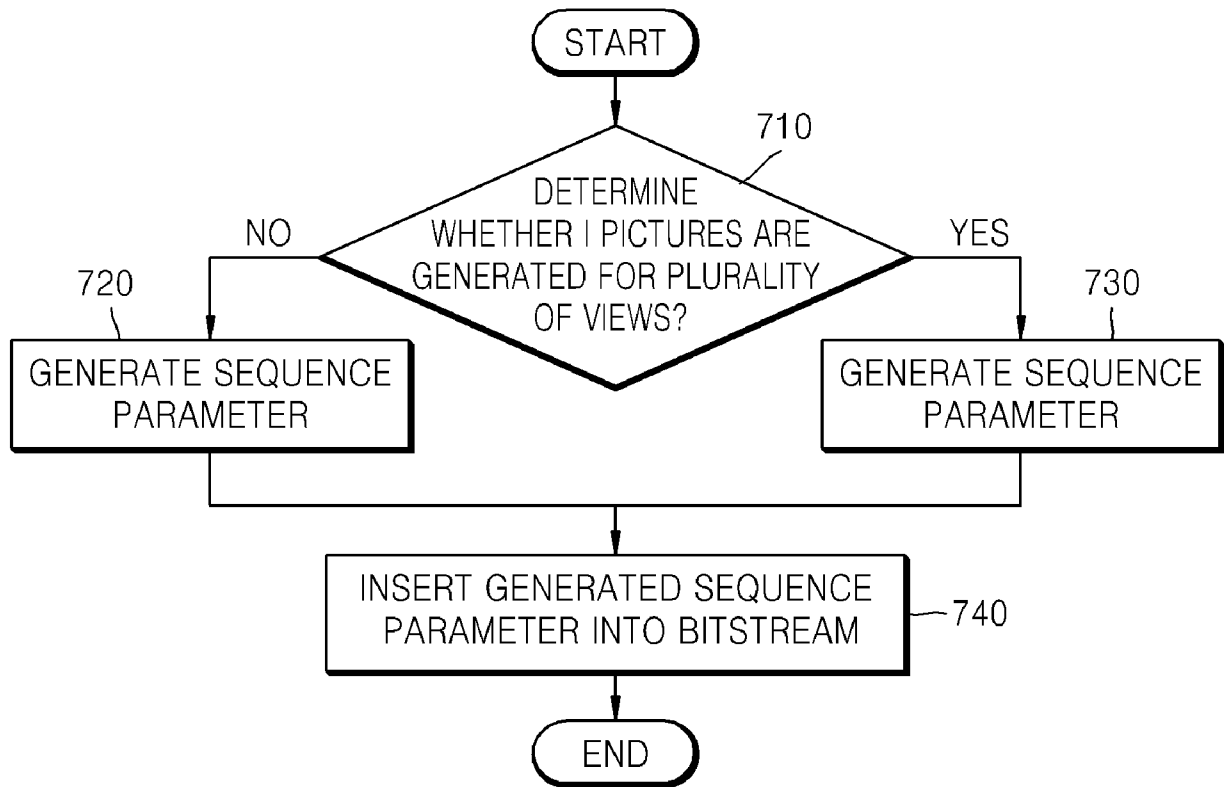 START
710
DETERMINE
WHETHER I PICTURES ARE
GENERATED FOR PLURALITY
OF VIEWS?
NO
YES
720
730
GENERATE SEQUENCE
PARAMETER
GENERATE SEQUENCE
PARAMETER
INSERT GENERATED SEQUENCE
PARAMETER INTO BITSTREAM
740
END